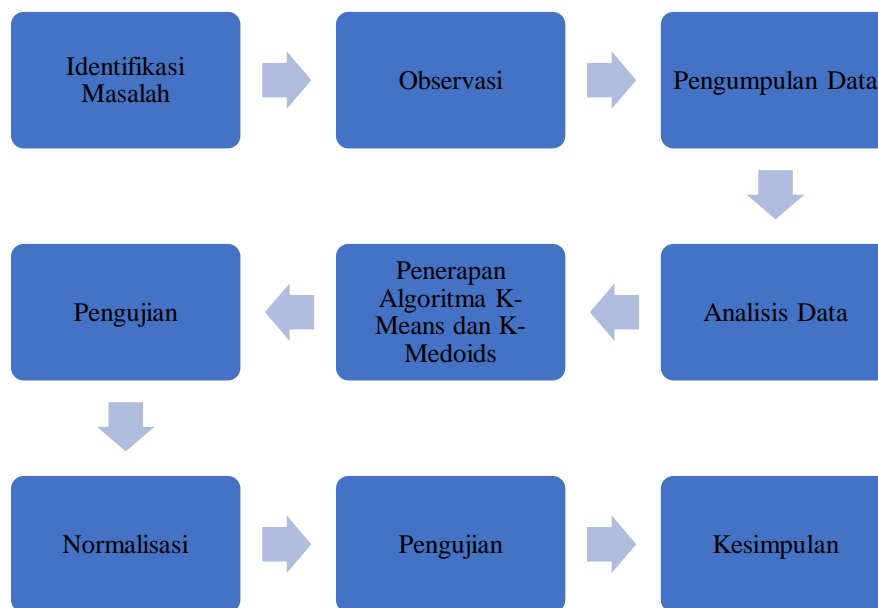 Identifikasi
Masalah
Observasi
Pengumpulan Data
Analisis Data
Penerapan
Algoritma K-
Means dan K-
Medoids
Pengujian
Normalisasi
Pengujian
Kesimpulan